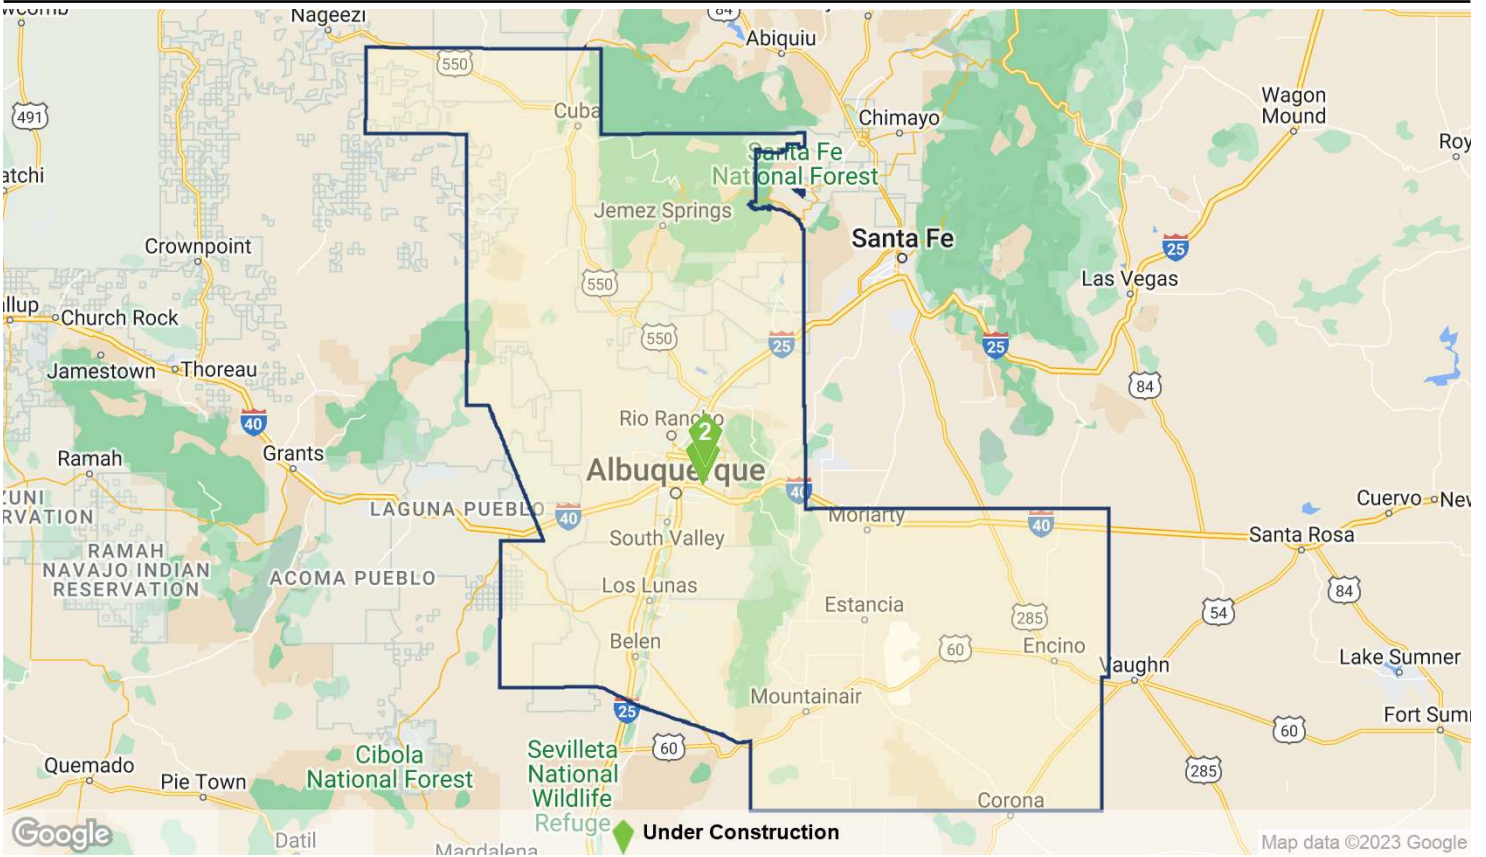 Nageezi
84
Abiquiu
550
Wagon
Mound
491
Cuba
Chimayo
Roy
Santa Fe
National Forest
Jemez Springs
Crownpoint
Santa Fe
25
550
Las Vegas
Church Rock
550
25
25
Jamestown
Thoreau
84
40
Rio Rancho
2
Ramah
Grants
Albuquerque
40
LAGUNA PUEBLO
40
Moriarty
40
Cuervo
South Valley
Santa Rosa
RAMAH
NAVAJO INDIAN
RESERVATION
ACOMA PUEBLO
Los Lunas
Estancia
285
54
84
Belen
60
Encino
Vaughn
Lake Sumner
Mountainair
25
Fort Sum
60
60
Cibola
National Forest
Sevilleta
National
Wildlife
Refuge
Quemado
Pie Town
285
Corona
Google
Datil
Magdalena
Under Construction
Map data ©2023 Google